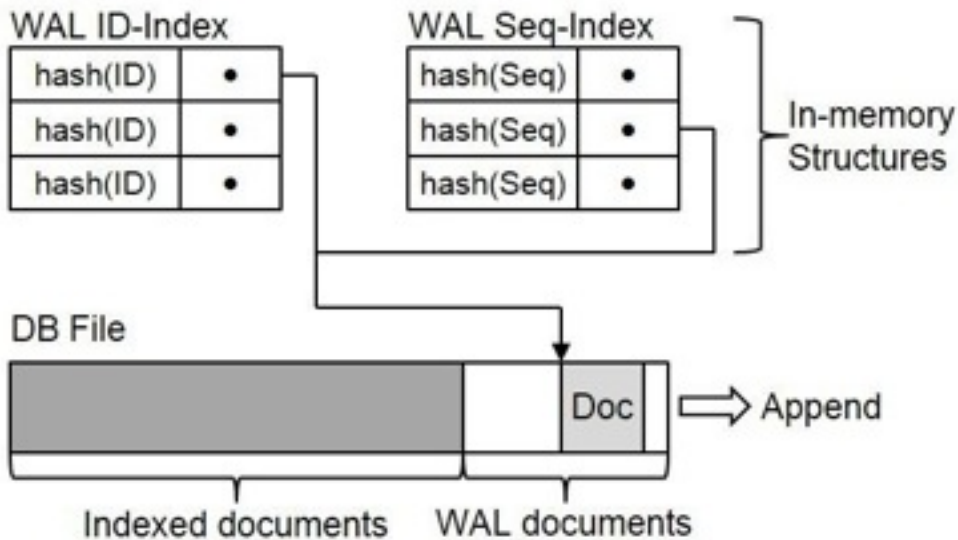 WAL ID-Index
hash(ID)
hash(ID)
hash(ID)
WAL Seq-Index
hash(Seq)
hash(Seq)
hash(Seq)
In-memory
Structures
DB File
Doc
Append
Indexed documents
WAL documents